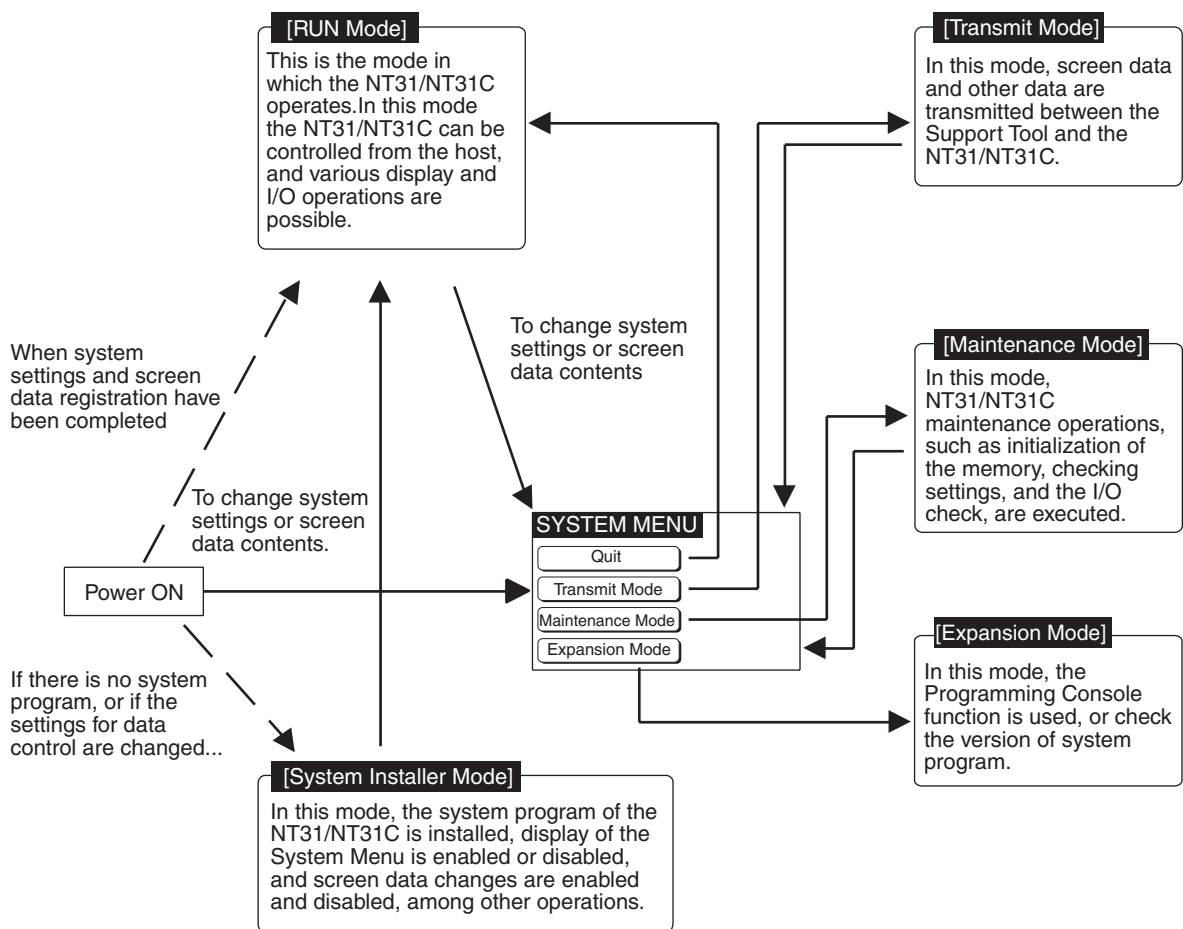 [RUN Mode]
This is the mode in
which the NT31/NT31C
operates.In this mode
the NT31/NT31C can be
controlled from the host,
and various display and
I/O operations are
possible.
[Transmit Mode]
In this mode, screen data
and other data are
transmitted between the
Support Tool and the
NT31/NT31C.
When system
settings and screen
data registration have
been completed
To change system
settings or screen
data contents
[Maintenance Mode]
In this mode,
NT31/NT31C
maintenance operations,
such as initialization of
the memory, checking
settings, and the I/O
check, are executed.
To change system
settings or screen
data contents.
Power ON
SYSTEM MENU
Quit
Transmit Mode
Maintenance Mode
Expansion Mode
[Expansion Mode]
In this mode, the
Programming Console
function is used, or check
the version of system
program.
If there is no system
program, or if the
settings for data
control are changed...
[System Installer Mode]
In this mode, the system program of the
NT31/NT31C is installed, display of the
System Menu is enabled or disabled,
and screen data changes are enabled
and disabled, among other operations.